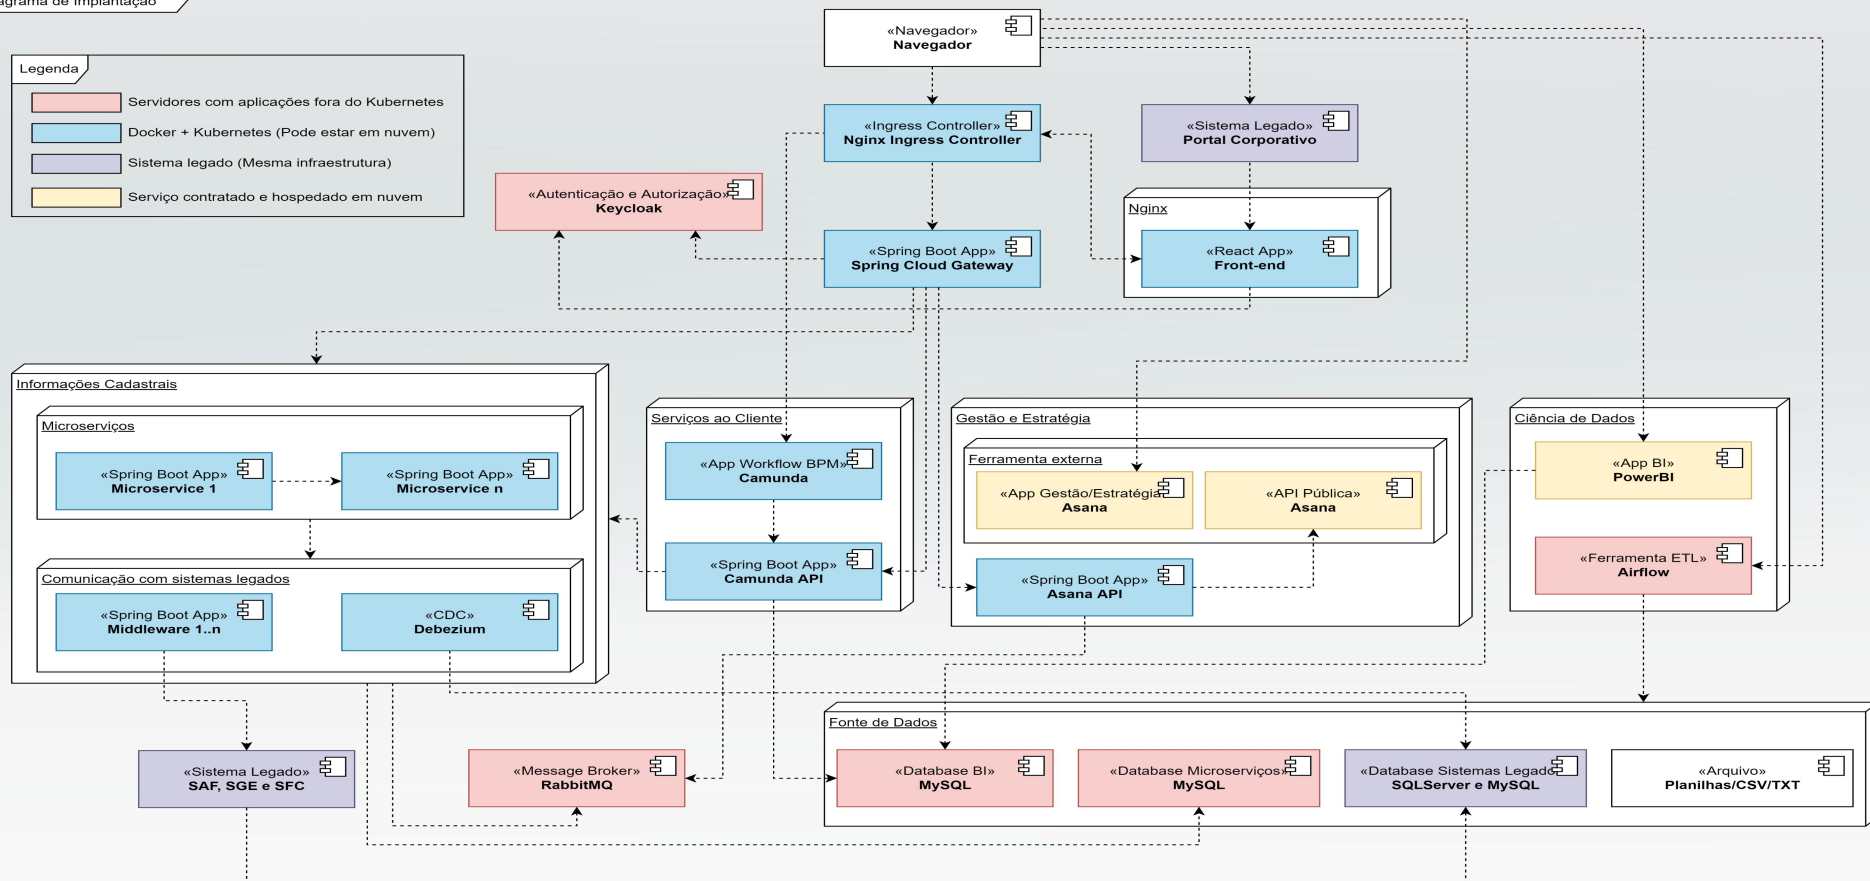 de Implantação
Legenda
Servidores com aplicações fora do Kubernetes
Docker + Kubernetes (Pode estar em nuvem)
Sistema legado (Mesma infraestrutura)
Serviço contratado e hospedado em nuvem
«Navegador»
Navegador
«Ingress Controller»
Nginx Ingress Controller
«Sistema Legado»
Portal Corporativo
«Autenticação e Autorização»
Keycloak
«Spring Boot App»
Spring Cloud Gateway
Nginx
«React App»
Front-end
Informações Cadastrais
Microserviços
«Spring Boot App»
Microservice 1
«Spring Boot App»
Microservice n
Comunicação com sistemas legados
«Spring Boot App»
Middleware 1..n
«CDC»
Debezium
Serviços ao Cliente
«App Workflow BPM»
Camunda
«Spring Boot App»
Camunda API
Gestão e Estratégia
Ferramenta externa
«App Gestão/Estratégia
Asana
«API Pública»
Asana
«Spring Boot App»
Asana API
Ciência de Dados
«App BI»
PowerBI
«Ferramenta ETL»
Airflow
«Sistema Legado»
SAF, SGE e SFC
«Message Broker»
RabbitMQ
Fonte de Dados
«Database BI»
MySQL
«Database Microserviços»
MySQL
«Database Sistemas Legado
SQLServer e MySQL
«Arquivo»
Planilhas/CSV/TXT